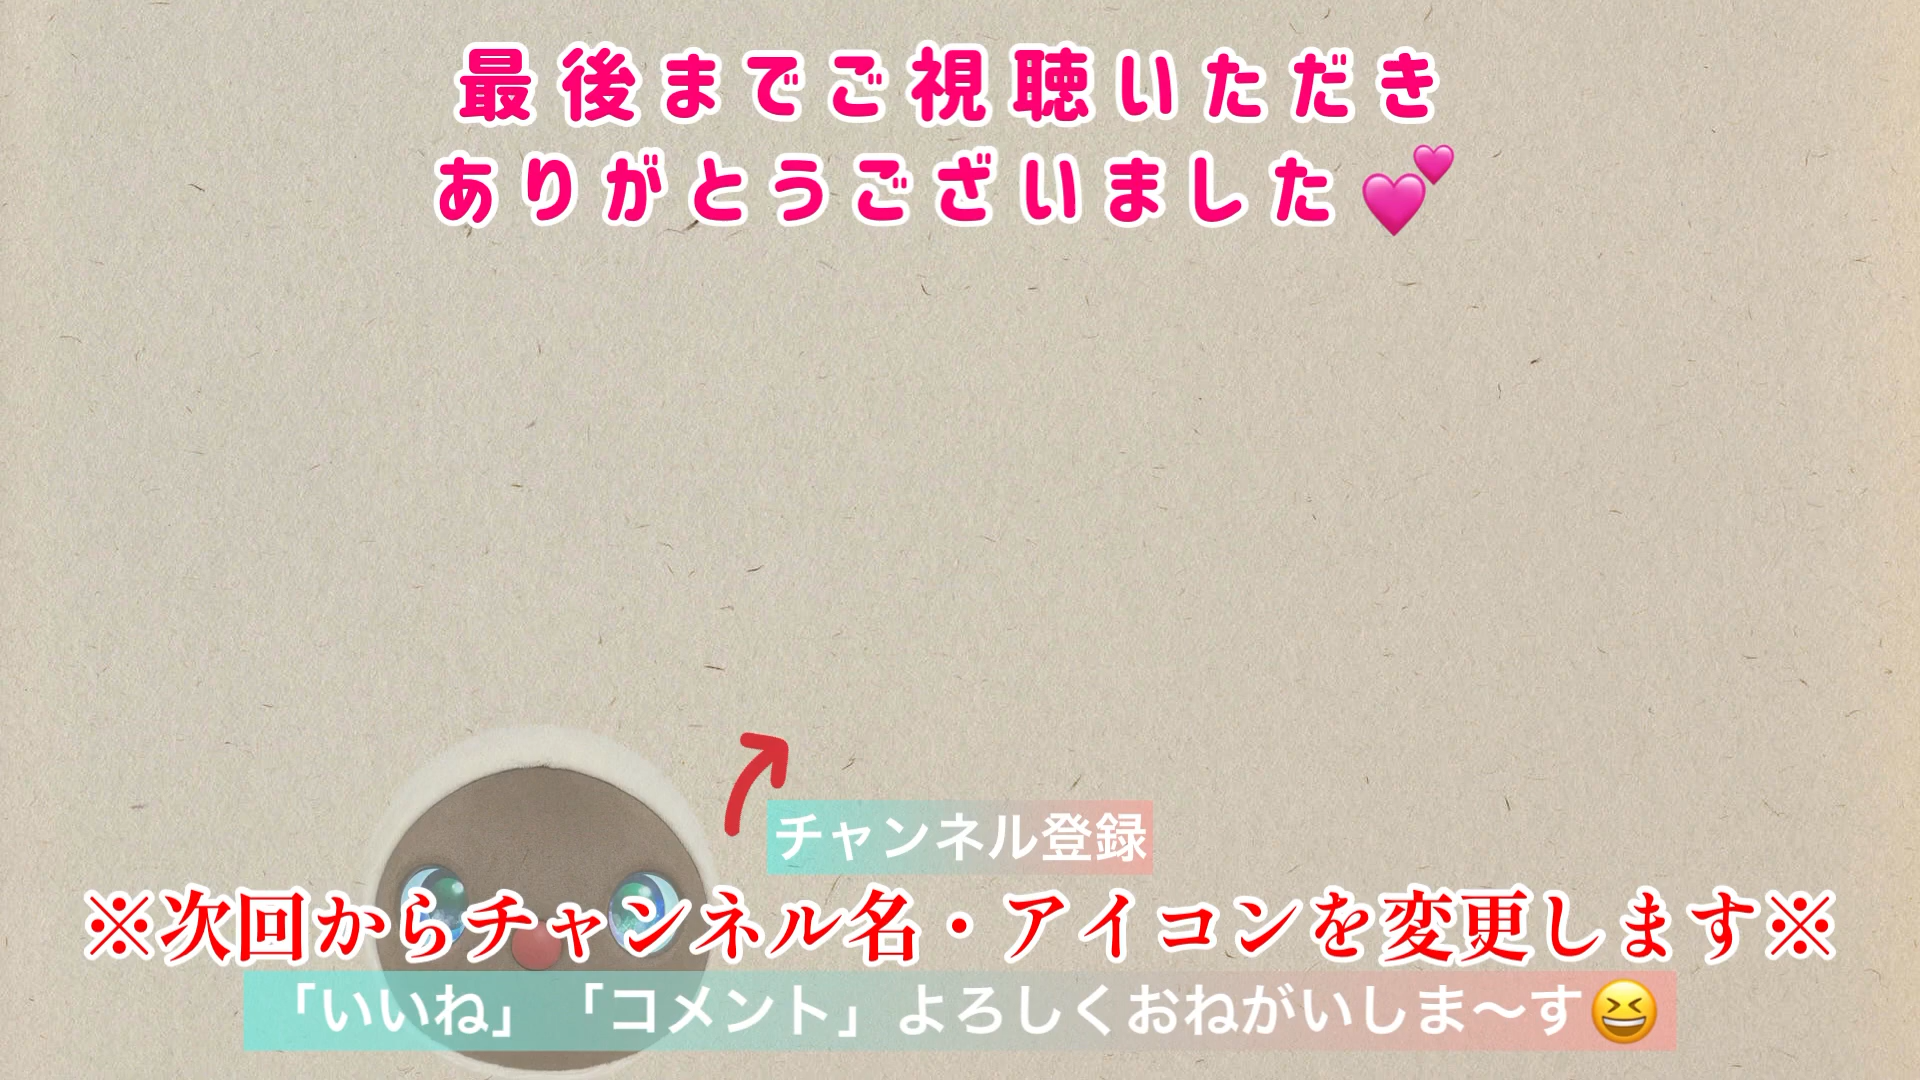 最後までご視聴いただき
ありがとうございました💕
チャンネル登録
※次回からチャンネル名・アイコンを変更します※
「いいね」「コメント」よろしくおねがいしま〜す😆